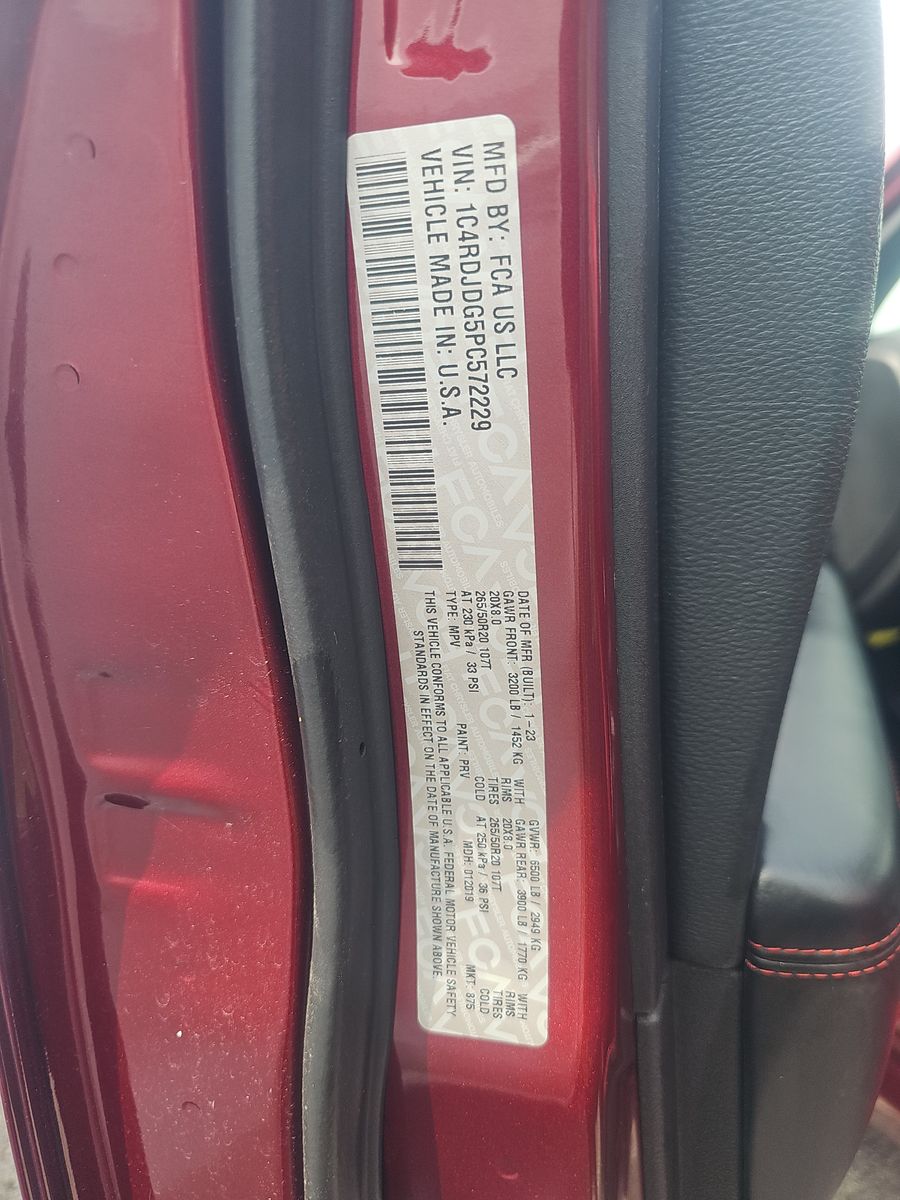 MFD BY: FCA US LLC
VIN: 1C4RDJDG5PC572229
VEHICLE MADE IN: U.S.A.
DATE OF MFR (BUILT): 1-23 GVWR: 6500 LB / 2949 KG
GAWR FRONT: 3200 LB / 1452 KG WITH GAWR REAR: 3900 LB / 1770 KG WITH
20X8.0 RIMS 20X8.0 RIMS
265/50R20 107T TIRES 265/50R20 107T TIRES
AT 230 kPa / 33 PSI COLD AT 250 kPa / 36 PSI COLD
TYPE: MPV PAINT: PRV MDH: 012019 MKT: 875
THIS VEHICLE CONFORMS TO ALL APPLICABLE U.S.A. FEDERAL MOTOR VEHICLE SAFETY
STANDARDS IN EFFECT ON THE DATE OF MANUFACTURE SHOWN ABOVE.